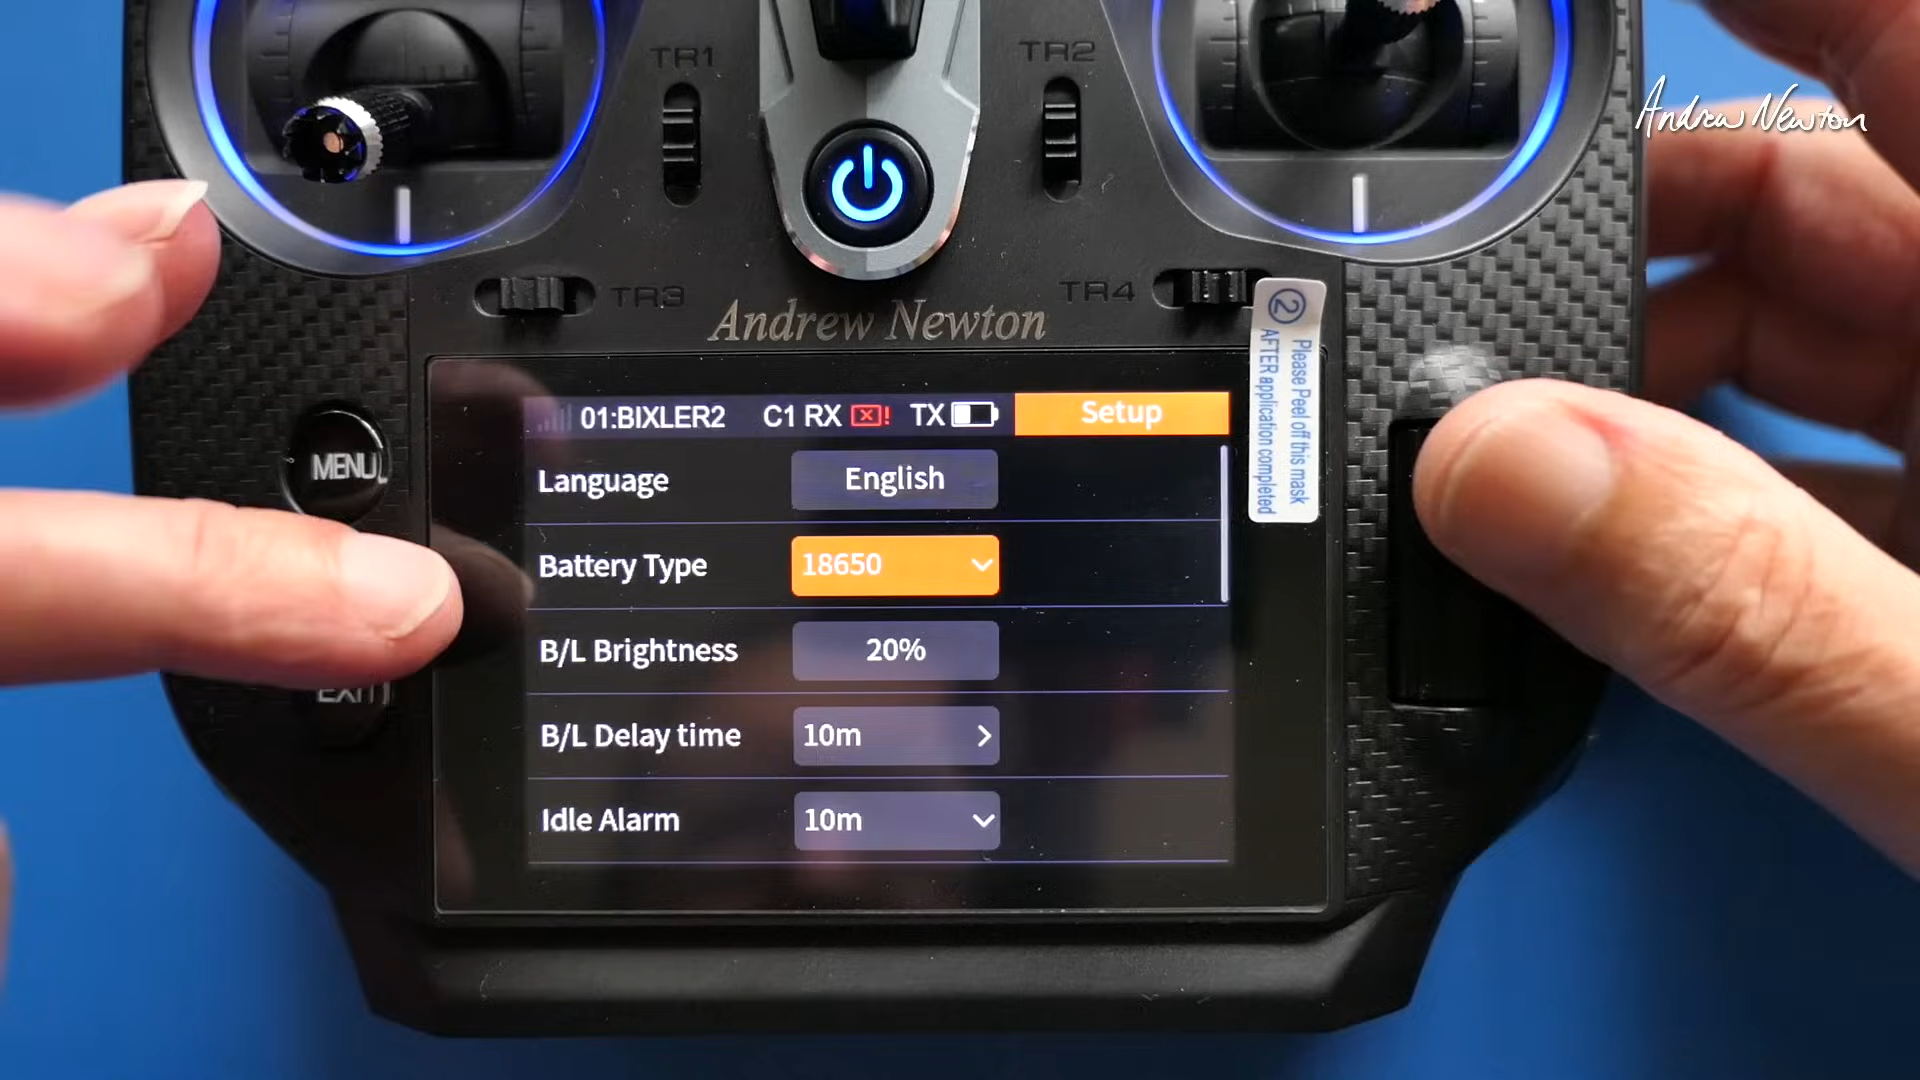 TR1
TR2
Andrew Newton
TR3
TR4
Andrew Newton
2
Please Peel off this mask
AFTER application completed
01:BIXLER2 C1 RX ! TX Setup
MENU
Language English
Battery Type 18650
B/L Brightness 20%
EXIT
B/L Delay time 10m
Idle Alarm 10m